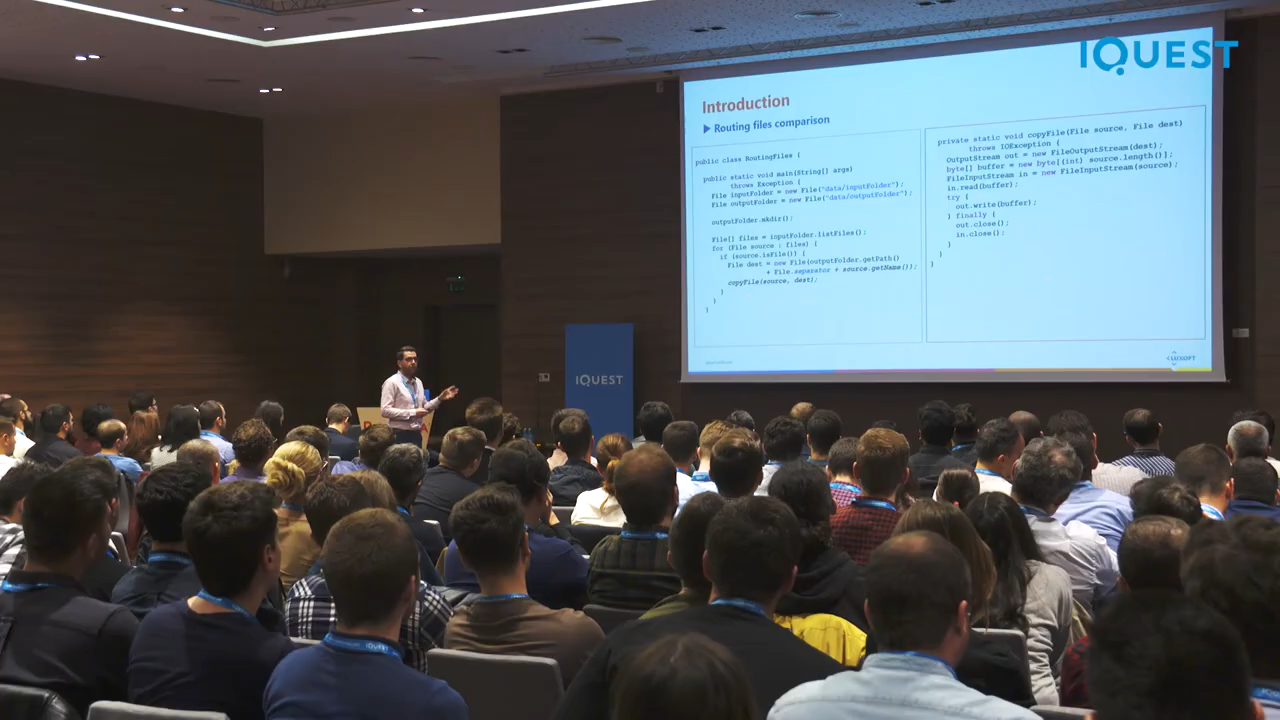 IQUEST
Introduction
Routing files comparison
public class RoutingFiles {
public static void main(String[] args)
throws Exception {
File inputFolder = new File("data/inputFolder");
File outputFolder = new File("data/outputFolder");
outputFolder.mkdir();
File[] files = inputFolder.listFiles();
for (File source : files) {
if (source.isFile()) {
File dest = new File(outputFolder.getPath()
+ File.separator + source.getName());
copyFile(source, dest);
}
}
}
private static void copyFile(File source, File dest)
throws IOException {
OutputStream out = new FileOutputStream(dest);
byte[] buffer = new byte[(int) source.length()];
FileInputStream in = new FileInputStream(source);
in.read(buffer);
try {
out.write(buffer);
} finally {
out.close();
in.close();
}
}
}
LUXOFT
IQUEST
IQUEST